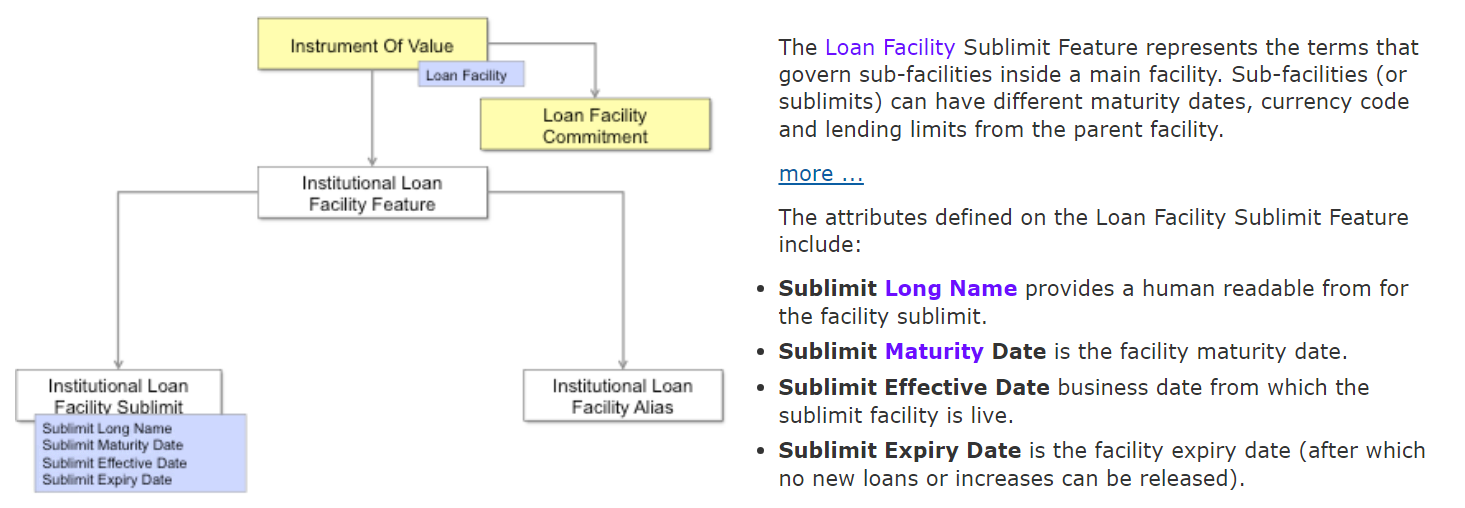 Instrument Of Value
Loan Facility
Loan Facility
Commitment
Institutional Loan
Facility Feature
Institutional Loan
Facility Sublimit
Sublimit Long Name
Sublimit Maturity Date
Sublimit Effective Date
Sublimit Expiry Date
Institutional Loan
Facility Alias
The Loan Facility Sublimit Feature represents the terms that
govern sub-facilities inside a main facility. Sub-facilities (or
sublimits) can have different maturity dates, currency code
and lending limits from the parent facility.
more ...
The attributes defined on the Loan Facility Sublimit Feature
include:
• Sublimit Long Name provides a human readable from for
the facility sublimit.
• Sublimit Maturity Date is the facility maturity date.
• Sublimit Effective Date business date from which the
sublimit facility is live.
• Sublimit Expiry Date is the facility expiry date (after which
no new loans or increases can be released).